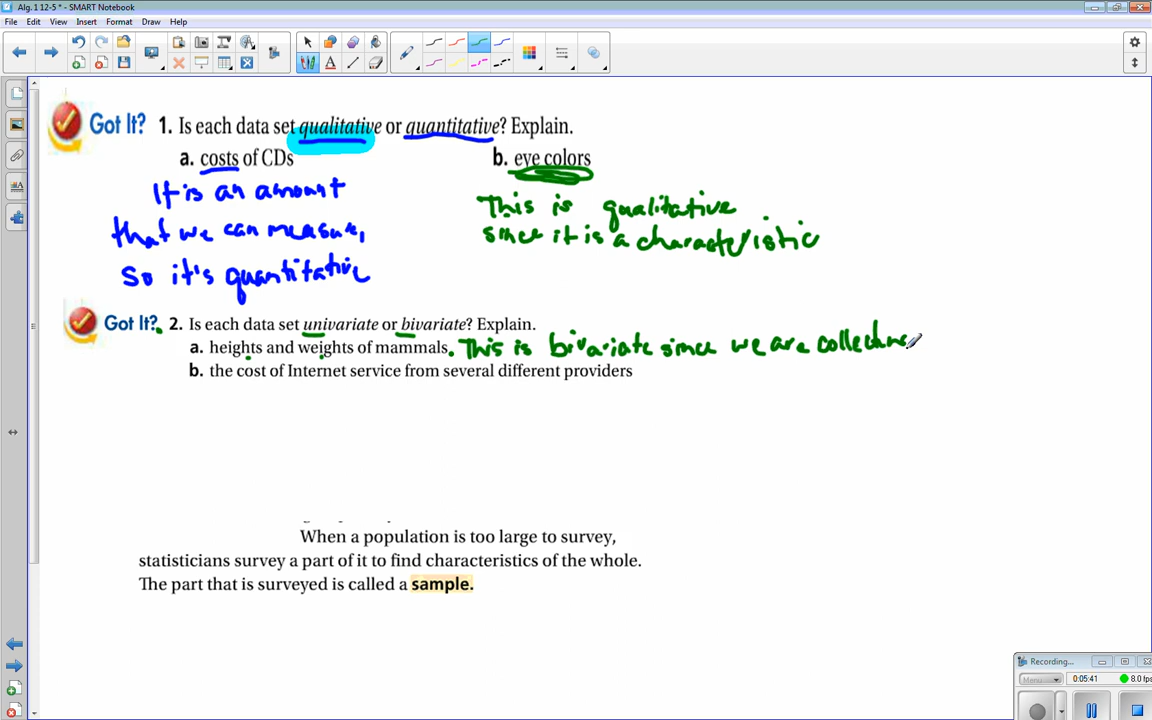 Alg. 1 12-5 * - SMART Notebook
File Edit View Insert Format Draw Help
Got It? 1. Is each data set qualitative or quantitative? Explain.
a. costs of CDs b. eye colors
It is an amount
that we can measure,
so it's quantitative
This is qualitative
since it is a characteristic
Got It? 2. Is each data set univariate or bivariate? Explain.
a. heights and weights of mammals. This is bivariate since we are collecting
b. the cost of Internet service from several different providers
When a population is too large to survey,
statisticians survey a part of it to find characteristics of the whole.
The part that is surveyed is called a sample.
Recording...
Menu 0:05:41 8.0 fps